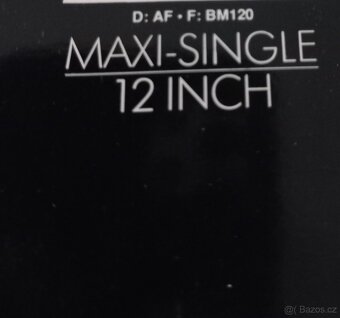 D: AF • F: BM120
MAXI-SINGLE
12 INCH
© Bazos.cz